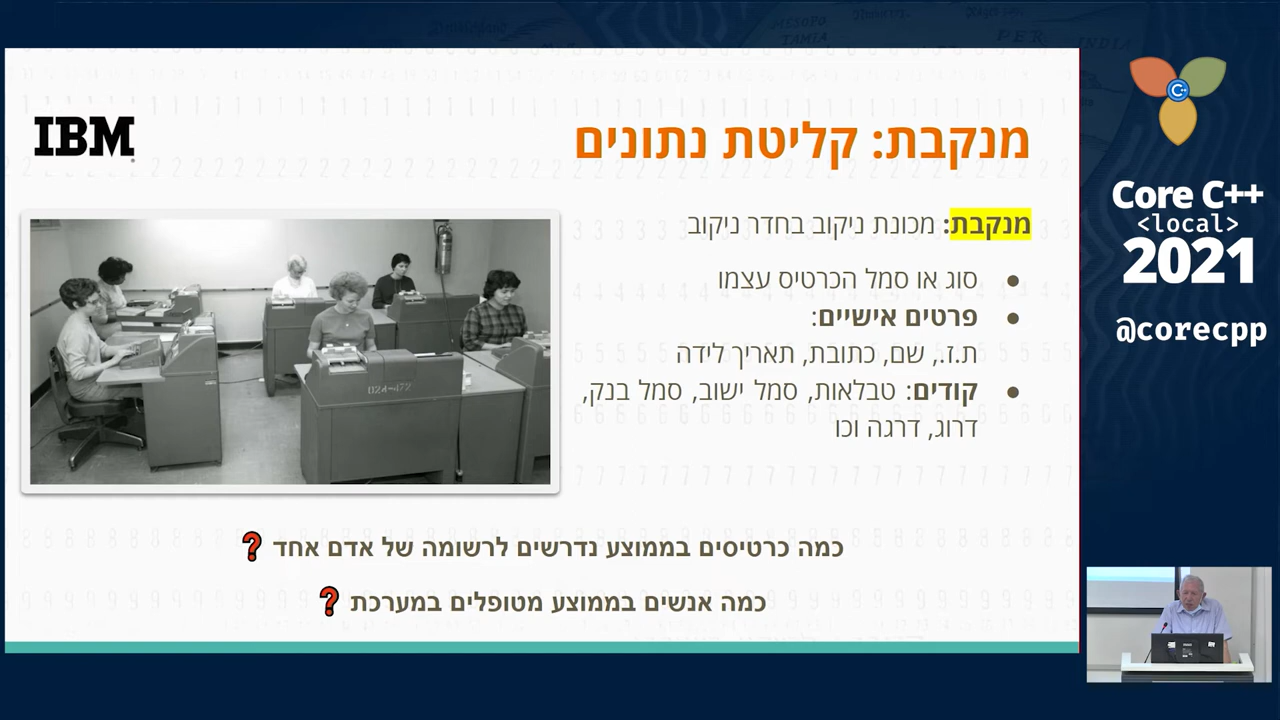 IBM
מנקבת: קליטת נתונים
מנקבת: מכונת ניקוב בחדר ניקוב
● סוג או סמל הכרטיס עצמו
● פרטים אישיים:
ת.ז., שם, כתובת, תאריך לידה
● קודים: טבלאות, סמל ישוב, סמל בנק,
דרוג, דרגה וכו
כמה כרטיסים בממוצע נדרשים לרשומה של אדם אחד ?
כמה אנשים בממוצע מטופלים במערכת ?
C++
Core C++
<local>
2021
@corecpp